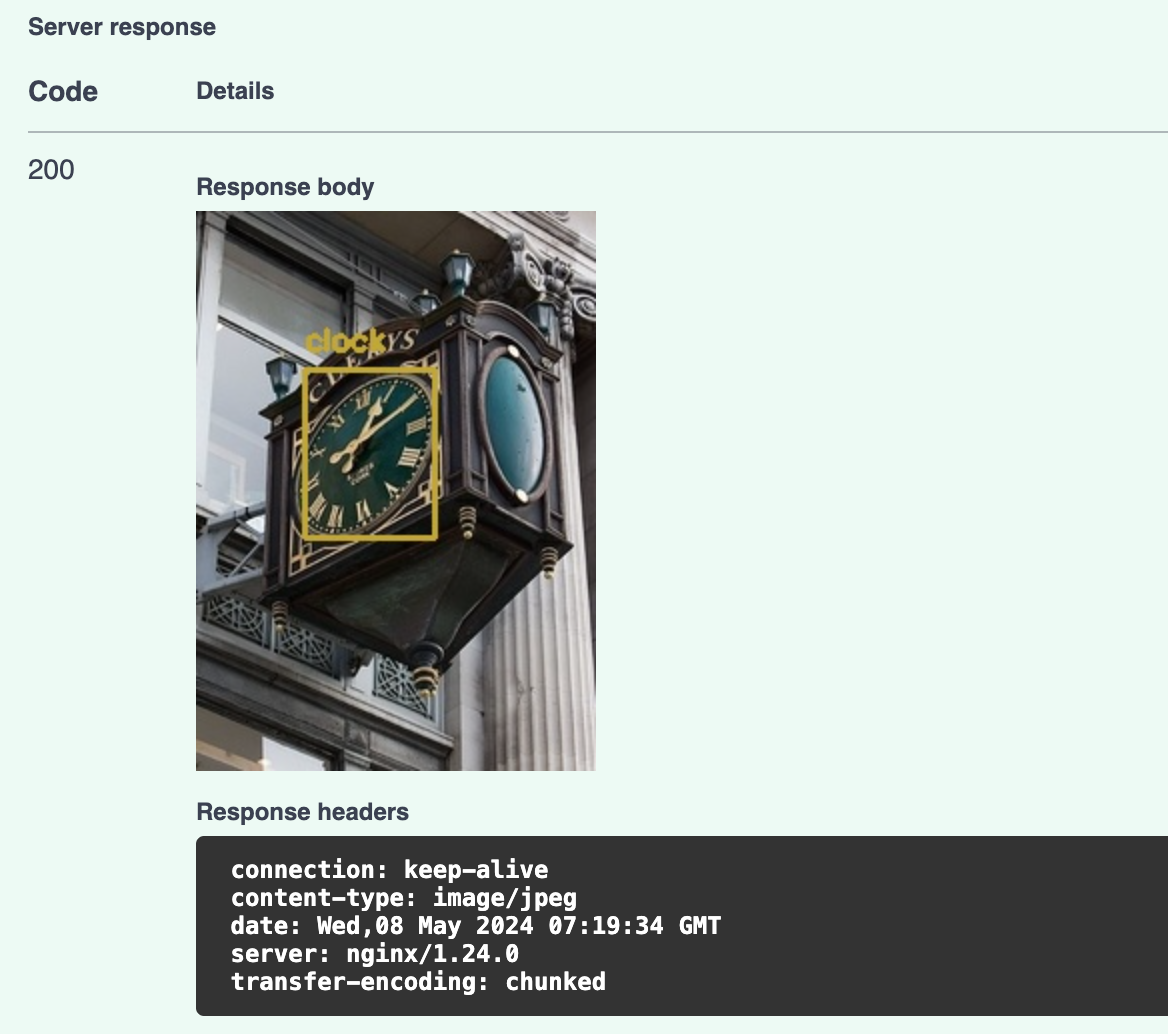 Server response
Code Details
200
Response body
clock
YS
Response headers
connection: keep-alive
content-type: image/jpeg
date: Wed,08 May 2024 07:19:34 GMT
server: nginx/1.24.0
transfer-encoding: chunked